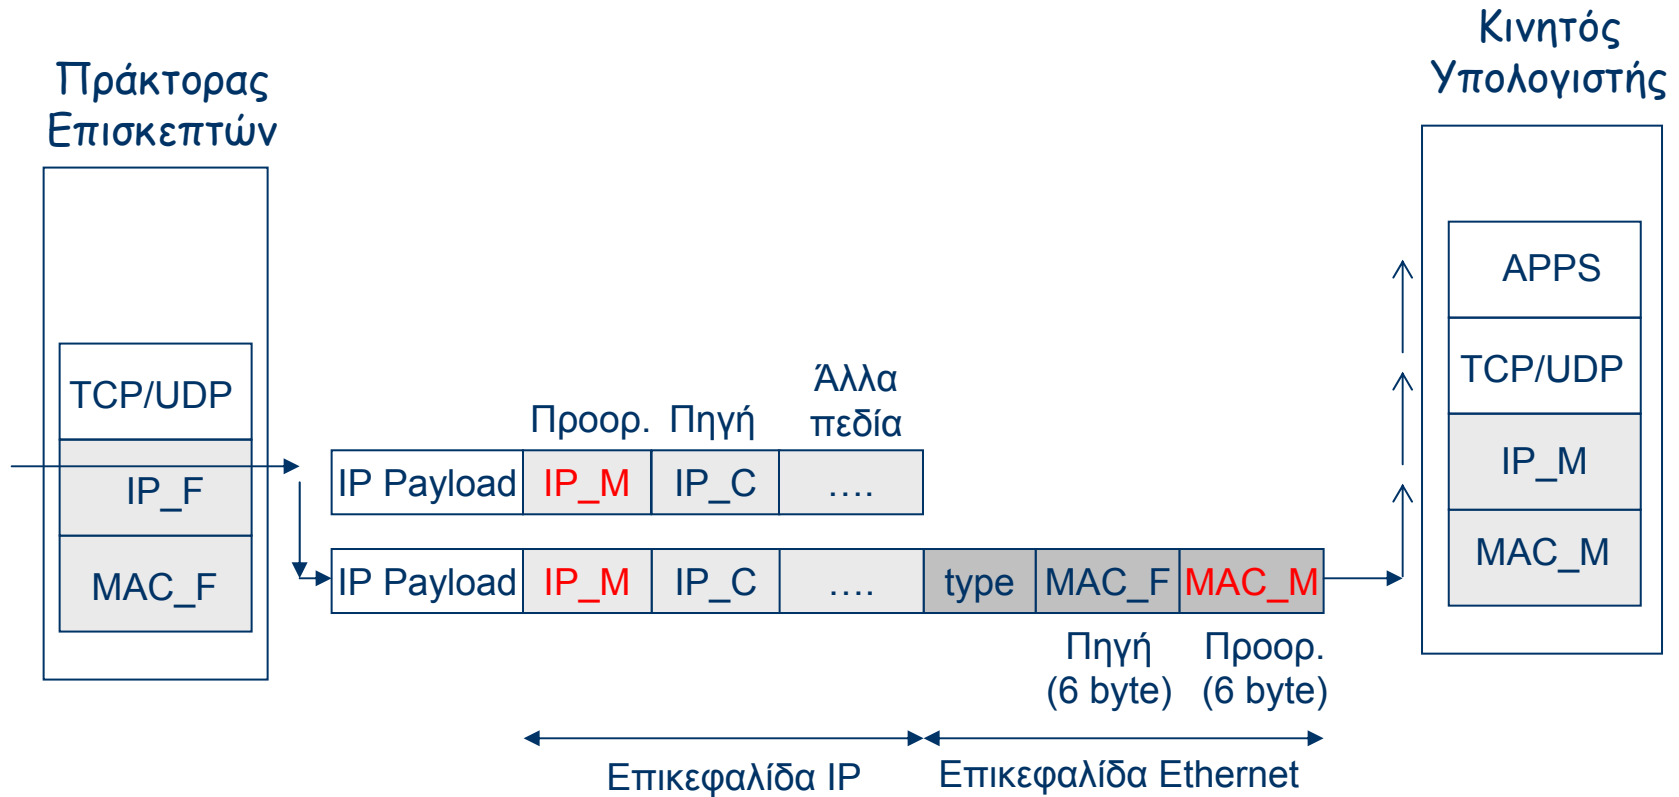 Κινητός
Υπολογιστής
Πράκτορας
Επισκεπτών
APPS
TCP/UDP
IP_M
MAC_M
TCP/UDP
IP_F
MAC_F
Προορ. Πηγή
Άλλα
πεδία
IP Payload IP_M IP_C ....
IP Payload IP_M IP_C .... type MAC_F MAC_M
Πηγή
(6 byte)
Προορ.
(6 byte)
Επικεφαλίδα IP
Επικεφαλίδα Ethernet